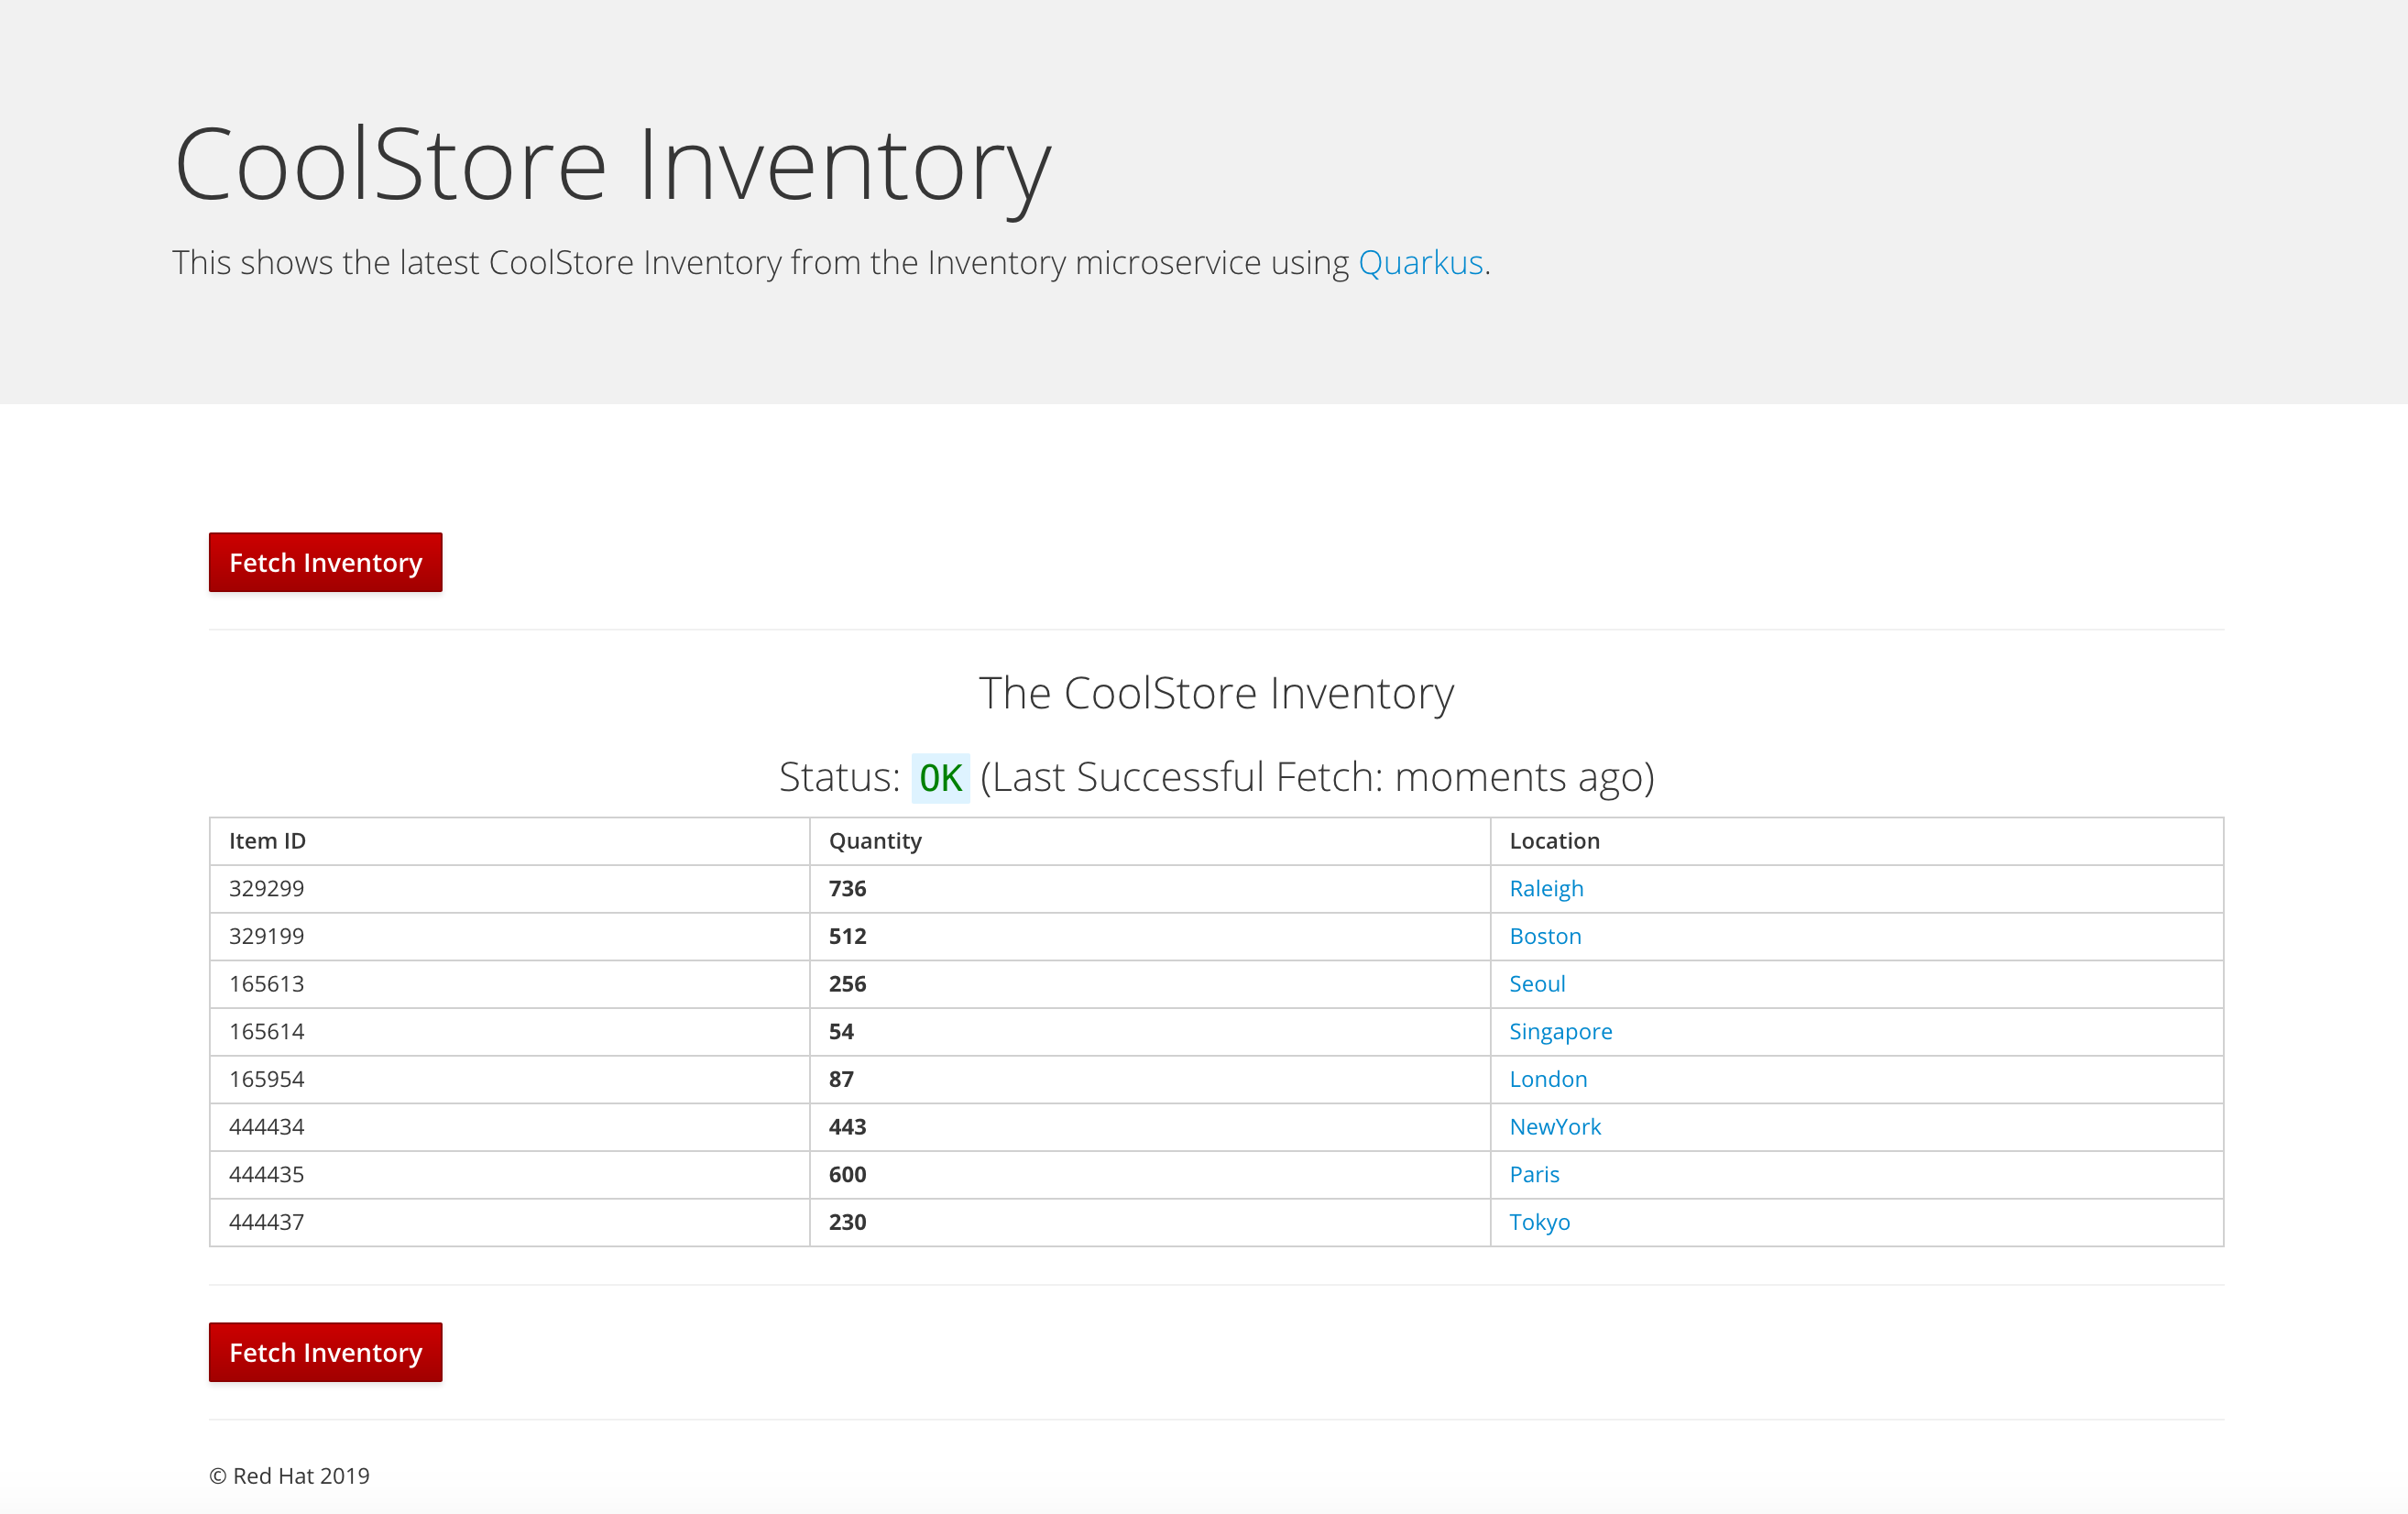 CoolStore Inventory
This shows the latest CoolStore Inventory from the Inventory microservice using Quarkus.
Fetch Inventory
The CoolStore Inventory
Status: OK (Last Successful Fetch: moments ago)
Item ID Quantity Location
329299 736 Raleigh
329199 512 Boston
165613 256 Seoul
165614 54 Singapore
165954 87 London
444434 443 NewYork
444435 600 Paris
444437 230 Tokyo
Fetch Inventory
© Red Hat 2019